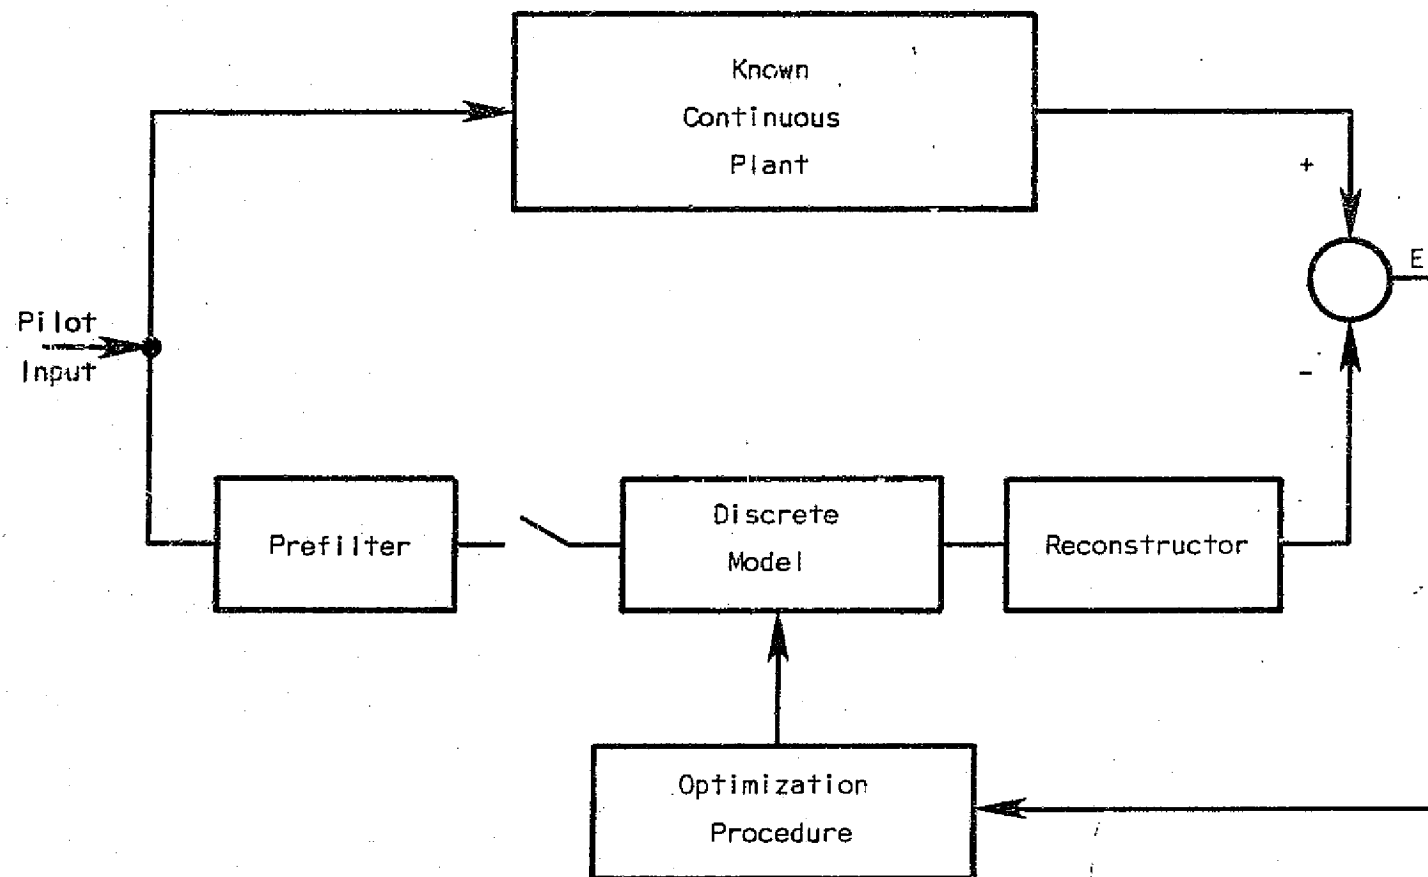 Known
Continuous
Plant
+
E
Pilot
Input
-
Prefilter
Discrete
Model
Reconstructor
Optimization
Procedure